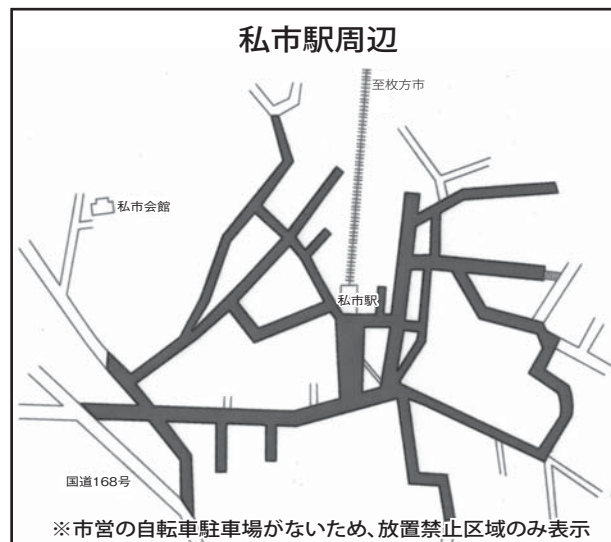 私市駅周辺
至枚方市
私市会館
私市駅
国道168号
※市営の自転車駐車場がないため、放置禁止区域のみ表示